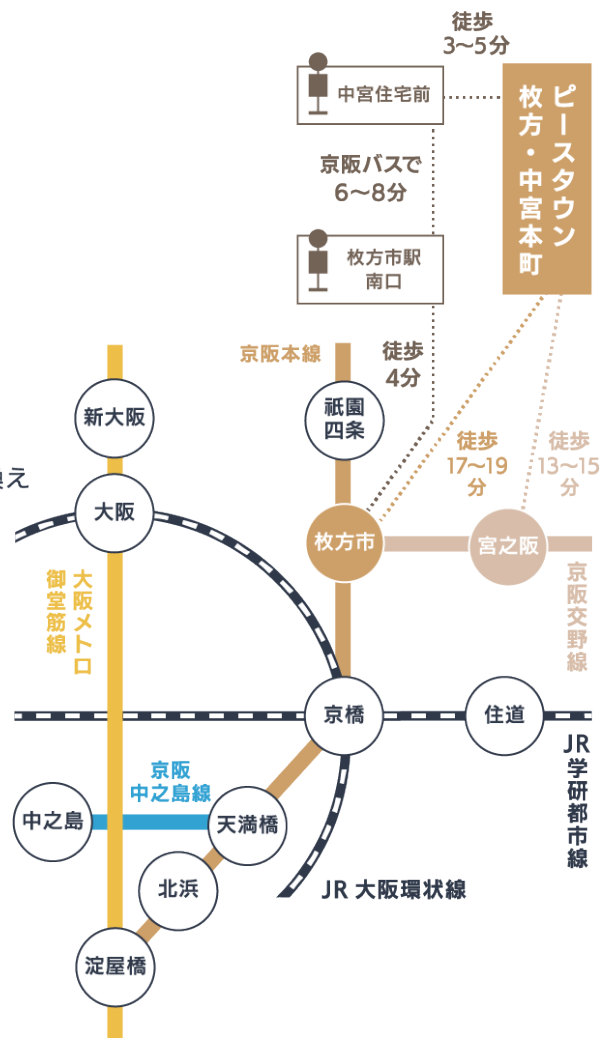 徒歩
3〜5分
中宮住宅前
ピースタウン
枚方・中宮本町
京阪バスで
6〜8分
枚方市駅
南口
京阪本線
徒歩
4分
新大阪
祇園
四条
徒歩
17〜19
分
徒歩
13〜15
分
換え
大阪
枚方市
宮之阪
大阪メトロ
御堂筋線
京阪交野線
京橋
住道
JR
学研都市線
京阪
中之島線
中之島
天満橋
北浜
JR 大阪環状線
淀屋橋